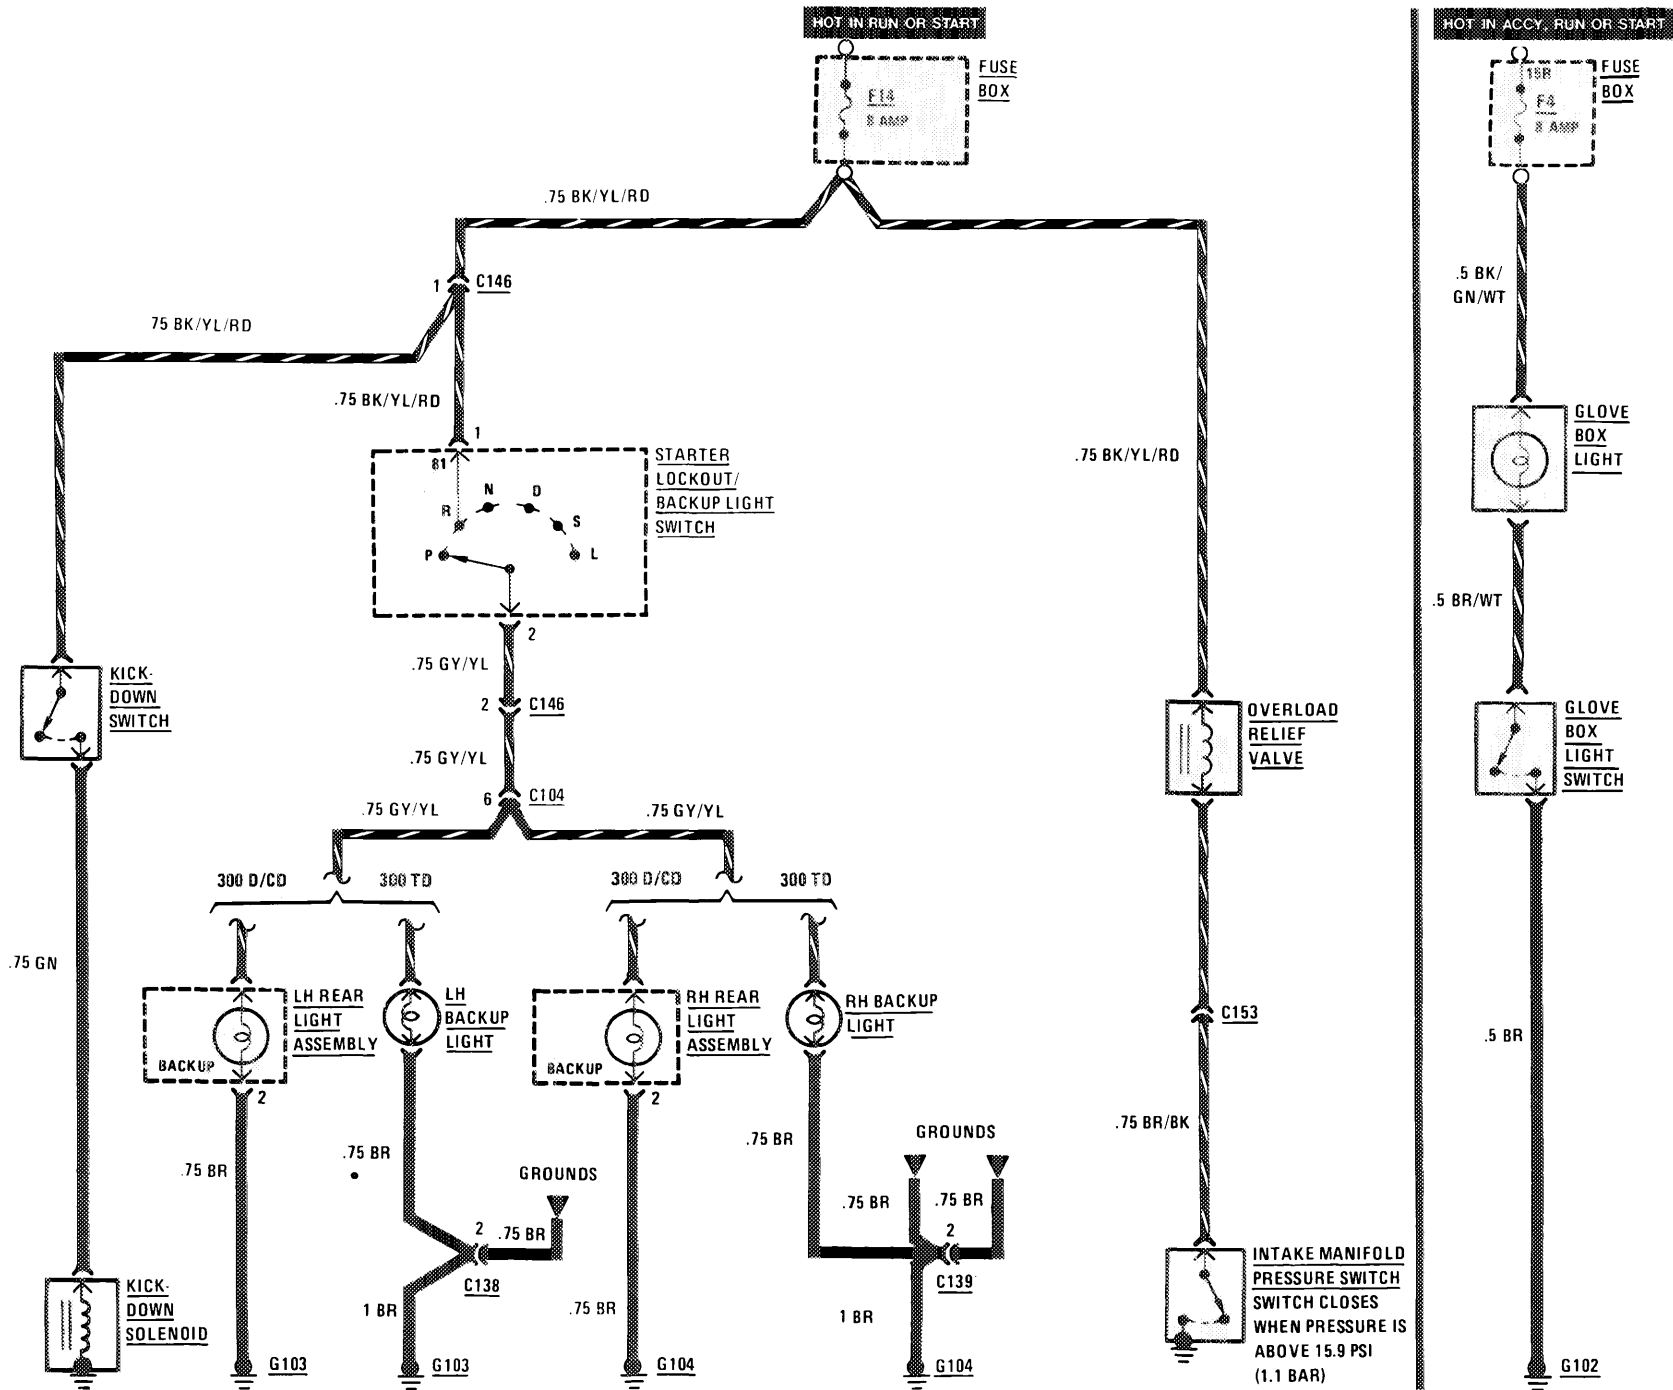 HOT IN RUN OR START
HOT IN ACCY RUN OR START
FUSE
BOX
F14
8 AMP
FUSE
BOX
15R
F4
8 AMP
.75 BK/YL/RD
1
C146
75 BK/YL/RD
.75 BK/YL/RD
.75 BK/YL/RD
.5 BK/
GN/WT
1
81
STARTER
LOCKOUT/
BACKUP LIGHT
SWITCH
P
R
N
D
S
L
2
GLOVE
BOX
LIGHT
.5 BR/WT
.75 GY/YL
2
C146
.75 GY/YL
6
C104
.75 GY/YL
.75 GY/YL
KICK-
DOWN
SWITCH
OVERLOAD
RELIEF
VALVE
GLOVE
BOX
LIGHT
SWITCH
300 D/CD
300 TD
300 D/CD
300 TD
.75 GN
LH REAR
LIGHT
ASSEMBLY
BACKUP
2
LH
BACKUP
LIGHT
RH REAR
LIGHT
ASSEMBLY
BACKUP
2
RH BACKUP
LIGHT
C153
.5 BR
.75 BR/BK
.75 BR
.75 BR
GROUNDS
2
.75 BR
C138
1 BR
.75 BR
.75 BR
GROUNDS
.75 BR
.75 BR
2
C139
1 BR
KICK-
DOWN
SOLENOID
G103
G103
G104
G104
INTAKE MANIFOLD
PRESSURE SWITCH
SWITCH CLOSES
WHEN PRESSURE IS
ABOVE 15.9 PSI
(1.1 BAR)
G102